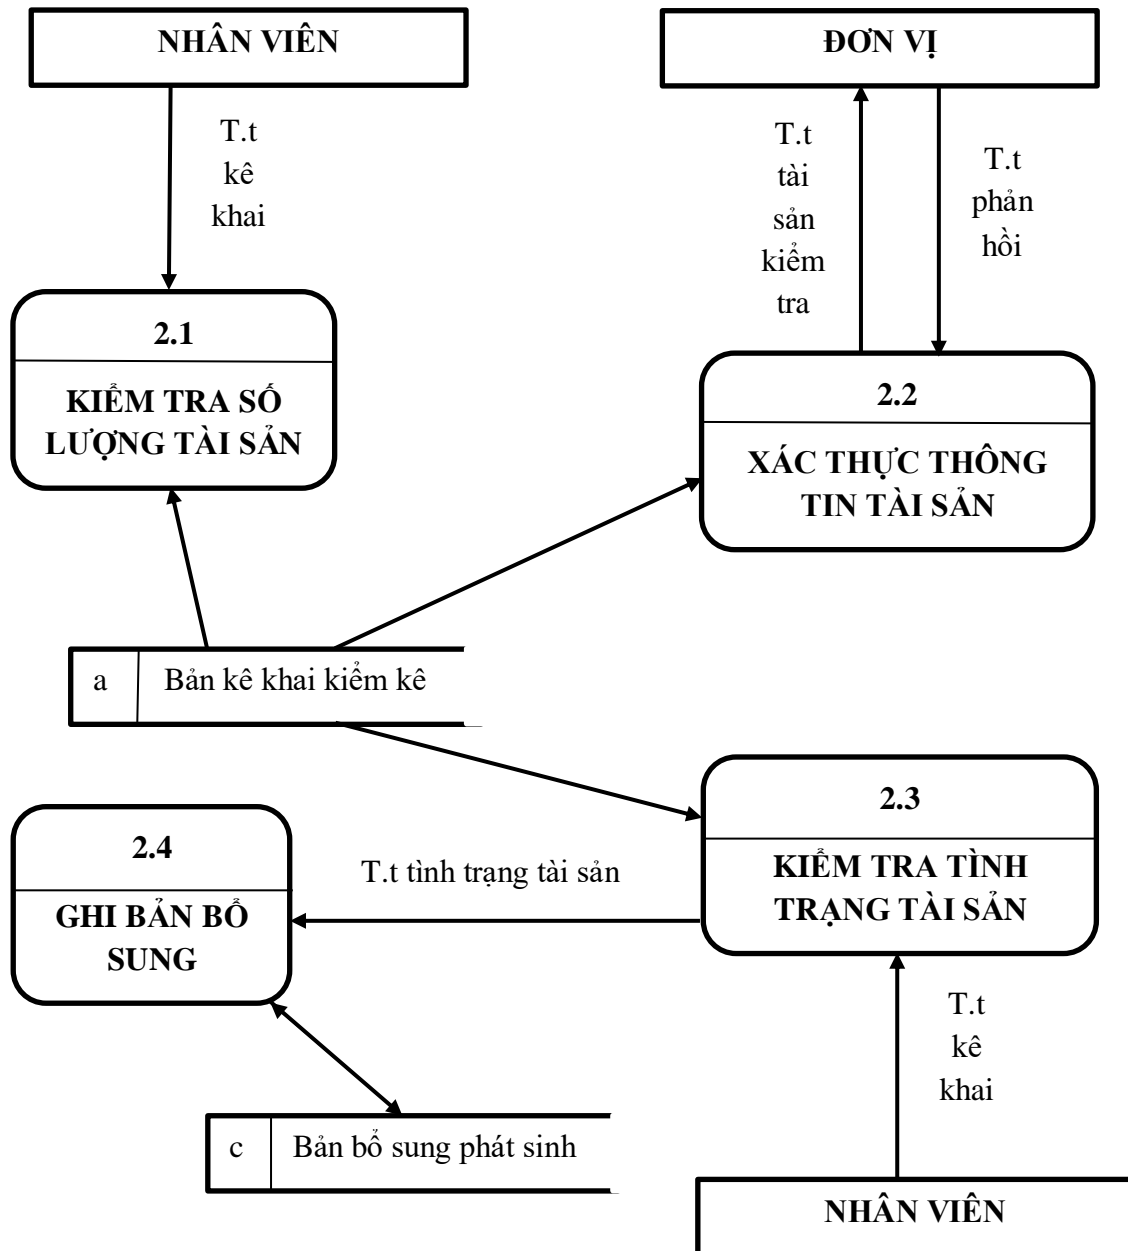 NHÂN VIÊN
ĐƠN VỊ
T.t
kê
khai
T.t
tài
sản
kiểm
tra
T.t
phản
hồi
2.1
KIỂM TRA SỐ
LƯỢNG TÀI SẢN
2.2
XÁC THỰC THÔNG
TIN TÀI SẢN
a
Bản kê khai kiểm kê
2.3
KIỂM TRA TÌNH
TRẠNG TÀI SẢN
2.4
GHI BẢN BỔ
SUNG
T.t tình trạng tài sản
T.t
kê
khai
c
Bản bổ sung phát sinh
NHÂN VIÊN